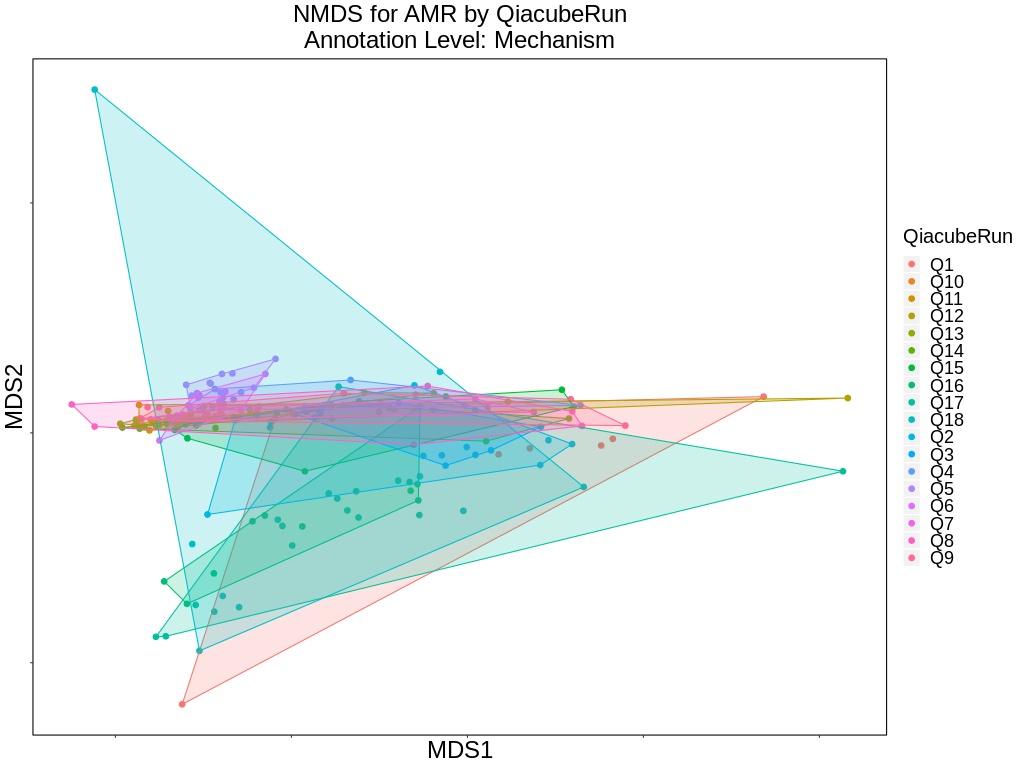 NMDS for AMR by QiacubeRun
Annotation Level: Mechanism
MDS2
MDS1
QiacubeRun
Q1
Q10
Q11
Q12
Q13
Q14
Q15
Q16
Q17
Q18
Q2
Q3
Q4
Q5
Q6
Q7
Q8
Q9